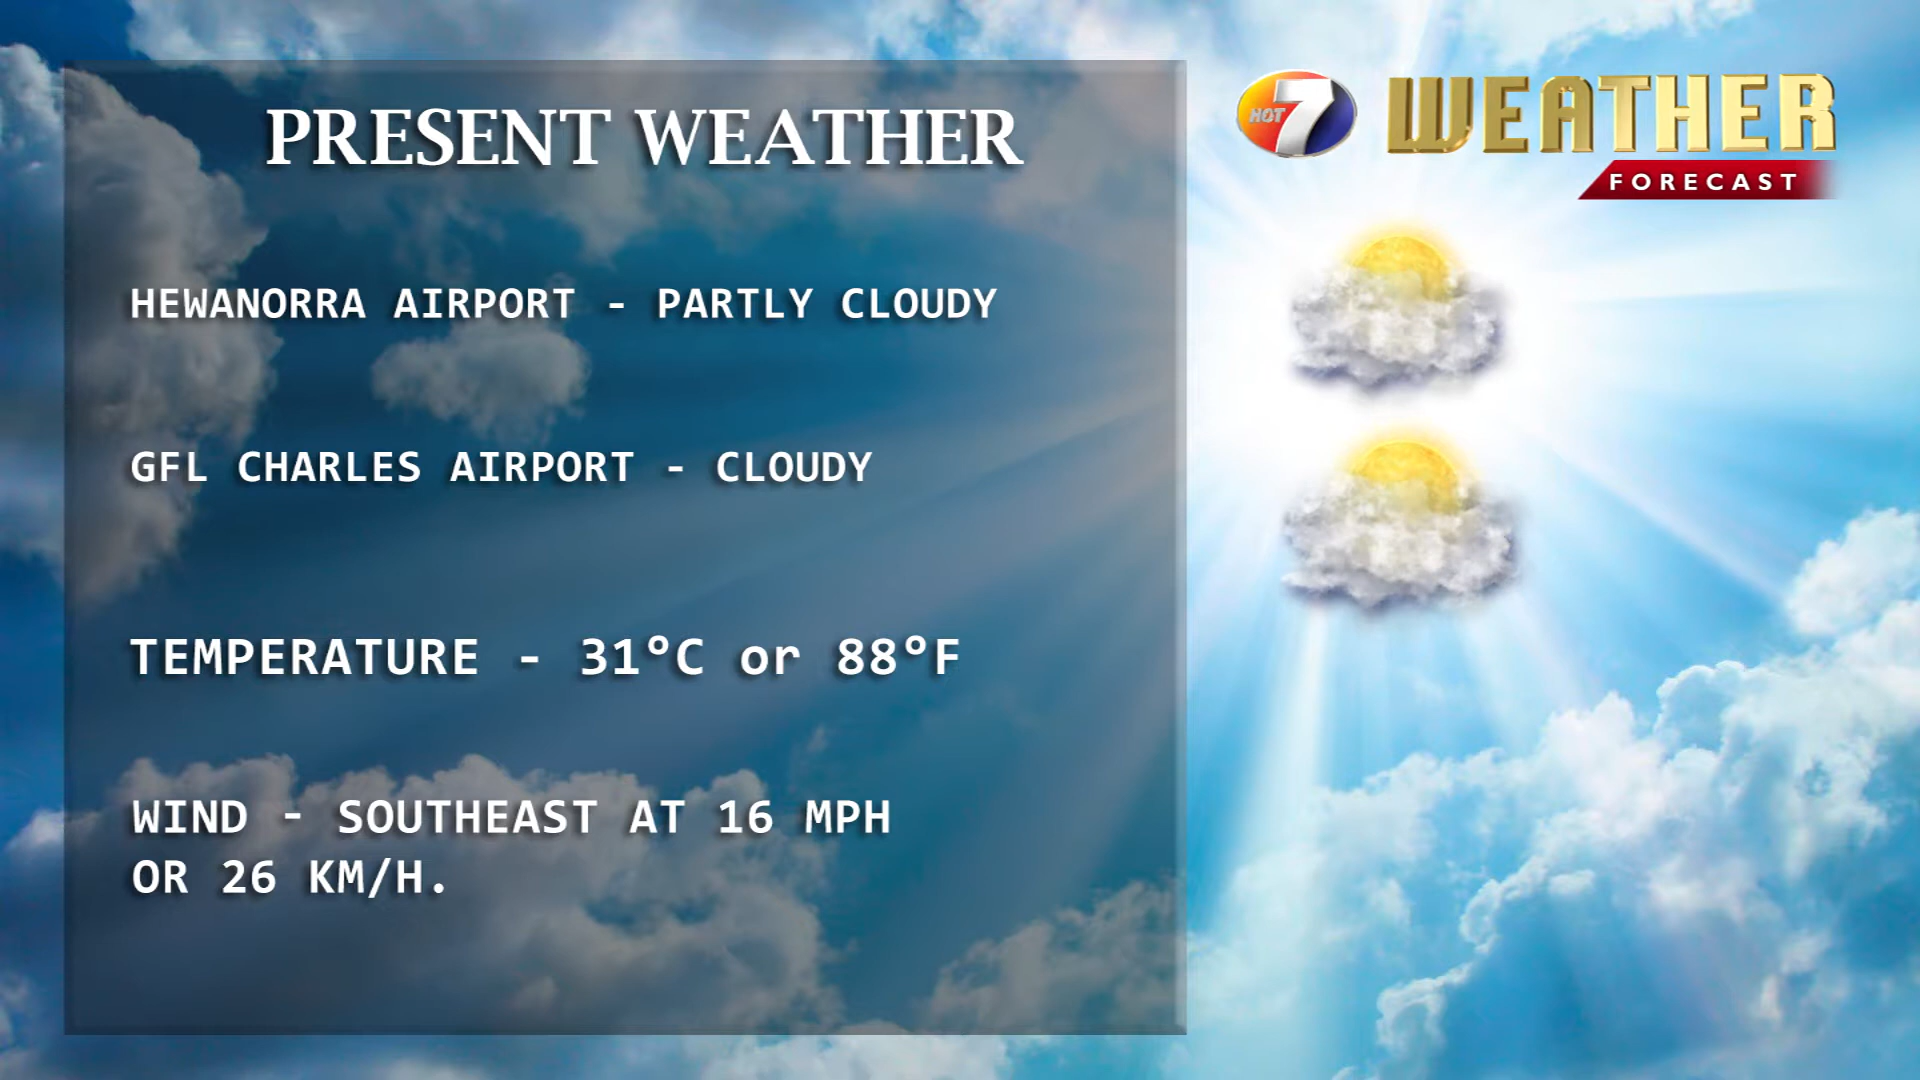 PRESENT WEATHER
HEWANORRA AIRPORT - PARTLY CLOUDY
GFL CHARLES AIRPORT - CLOUDY
TEMPERATURE - 31°C or 88°F
WIND - SOUTHEAST AT 16 MPH
OR 26 KM/H.
HOT 7 WEATHER
FORECAST